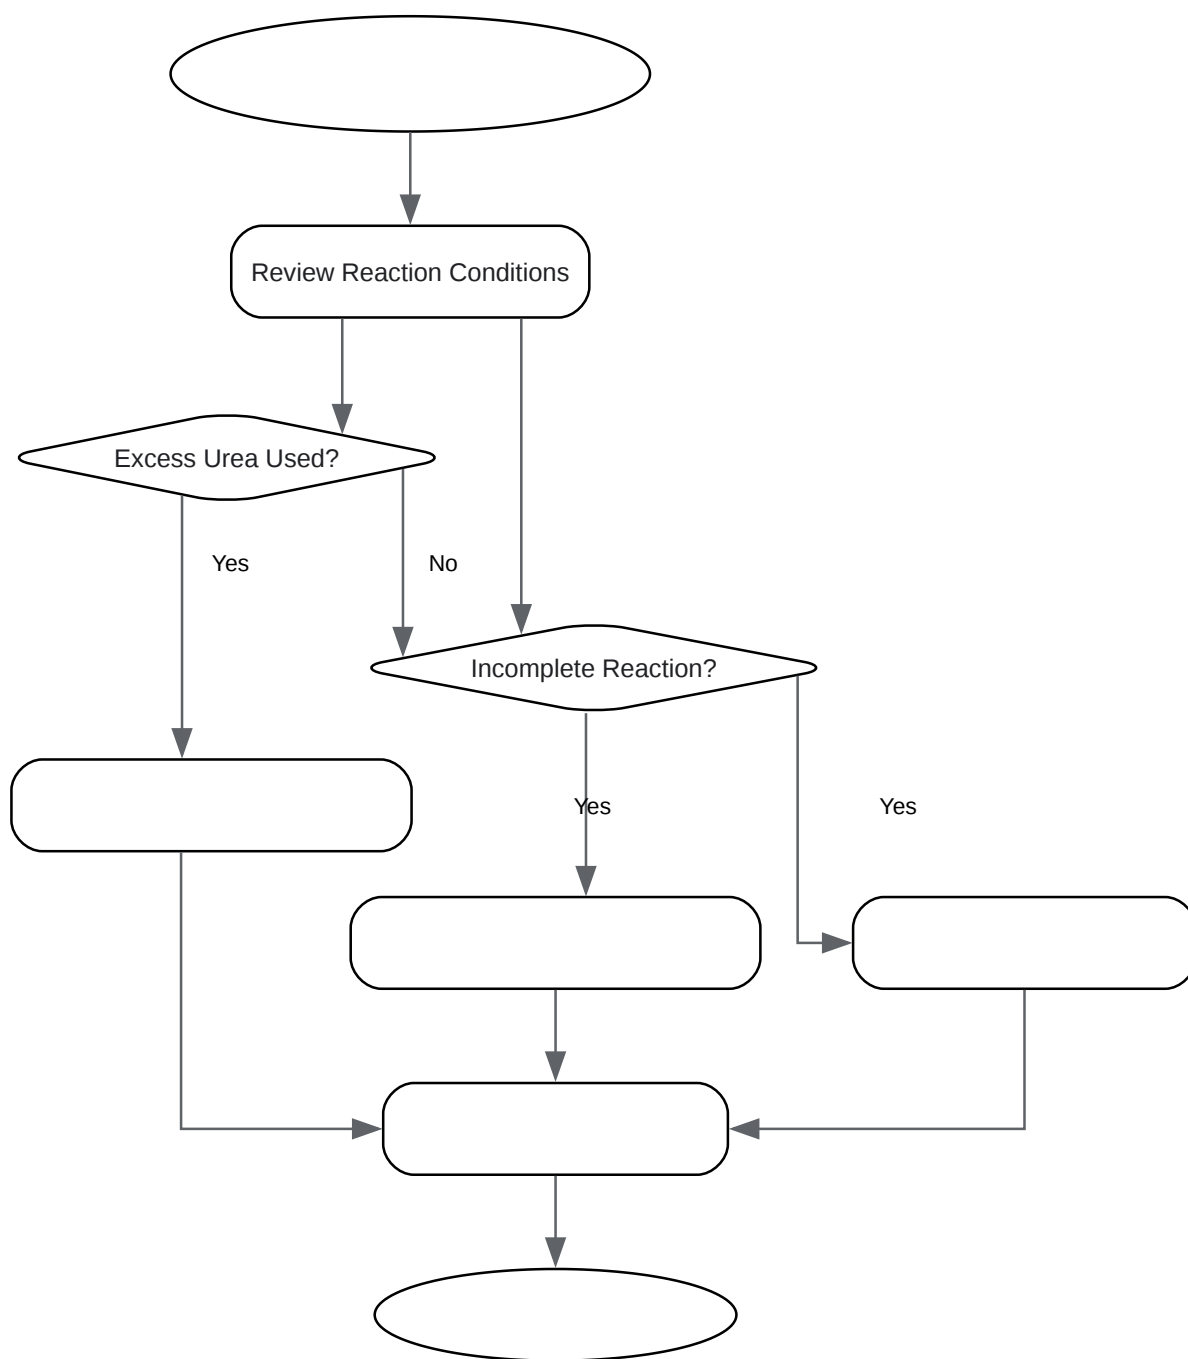 Review Reaction Conditions
Excess Urea Used?
Yes
No
Incomplete Reaction?
Yes
Yes